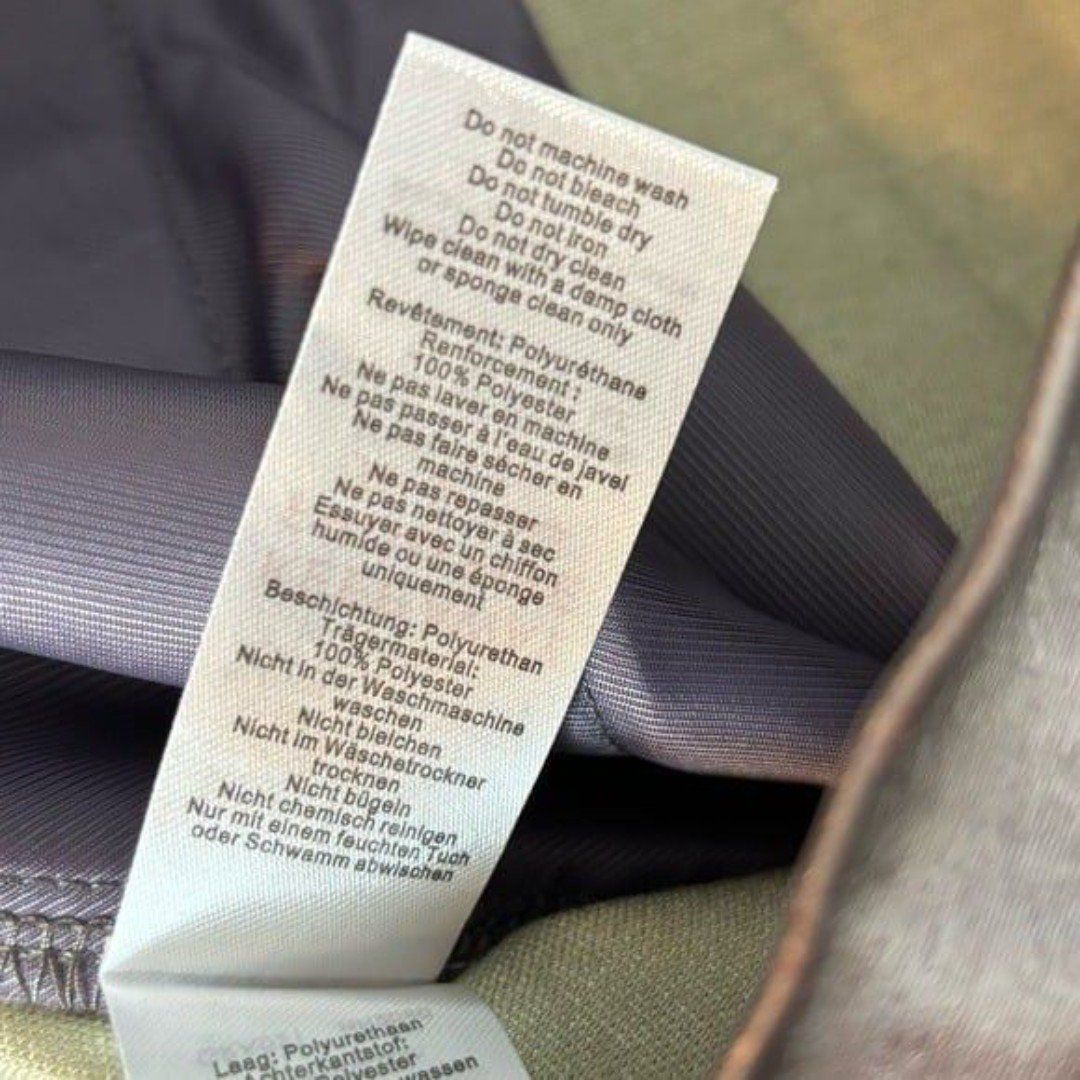 Do not machine wash
Do not bleach
Do not tumble dry
Do not iron
Do not dry clean
Wipe clean with a damp cloth
or sponge clean only
Revêtement: Polyuréthane
Renforcement :
100% Polyester
Ne pas laver en machine
Ne pas passer à l'eau de javel
Ne pas faire sécher en
machine
Ne pas repasser
Ne pas nettoyer à sec
Essuyer avec un chiffon
humide ou une éponge
uniquement
Beschichtung: Polyurethan
Trägermaterial:
100% Polyester
Nicht in der Waschmaschine
waschen
Nicht bleichen
Nicht im Wäschetrockner
trocknen
Nicht bügeln
Nicht chemisch reinigen
Nur mit einem feuchten Tuch
oder Schwamm abwischen
Laag: Polyurethaan
Achterkantstof:
Polyester
wassen